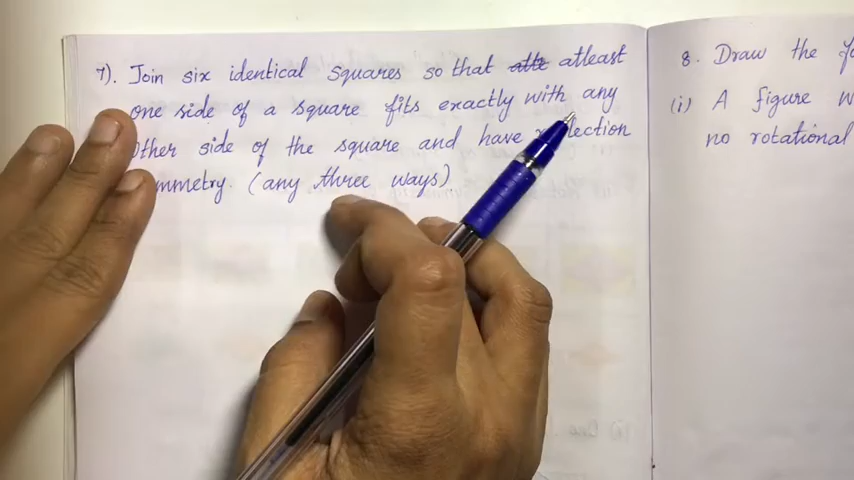 7). Join six identical squares so that atleast
one side of a square fits exactly with any
other side of the square and have reflection
symmetry. (any three ways)
8. Draw the
(i) A figure
no rotational